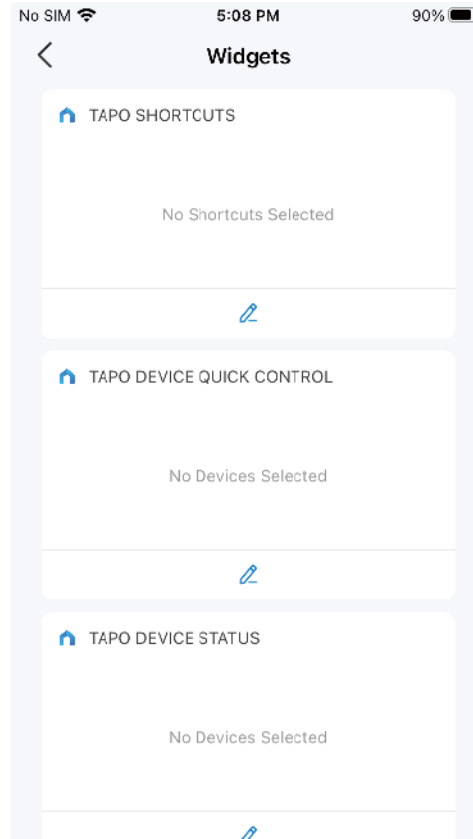 No SIM 5:08 PM 90%
Widgets
TAPO SHORTCUTS
No Shortcuts Selected
TAPO DEVICE QUICK CONTROL
No Devices Selected
TAPO DEVICE STATUS
No Devices Selected